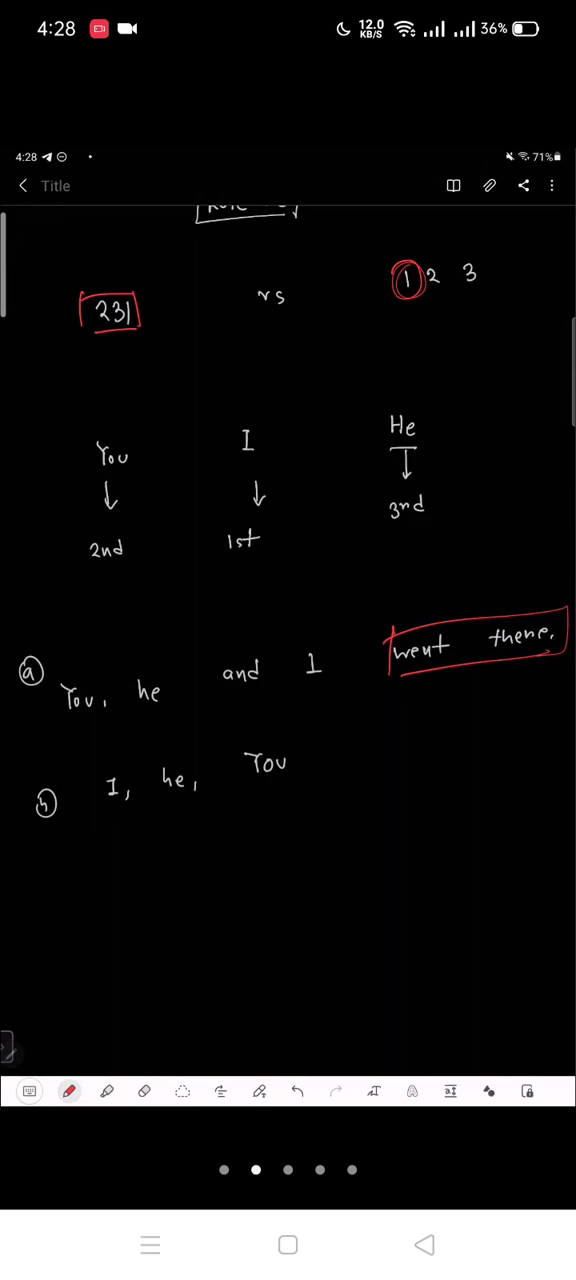 4:28 12.0 KB/S 36%
4:28 71%
Title
231 vs 1 2 3
You I He
2nd 1st 3rd
a You, he and I went there.
b I, he, You